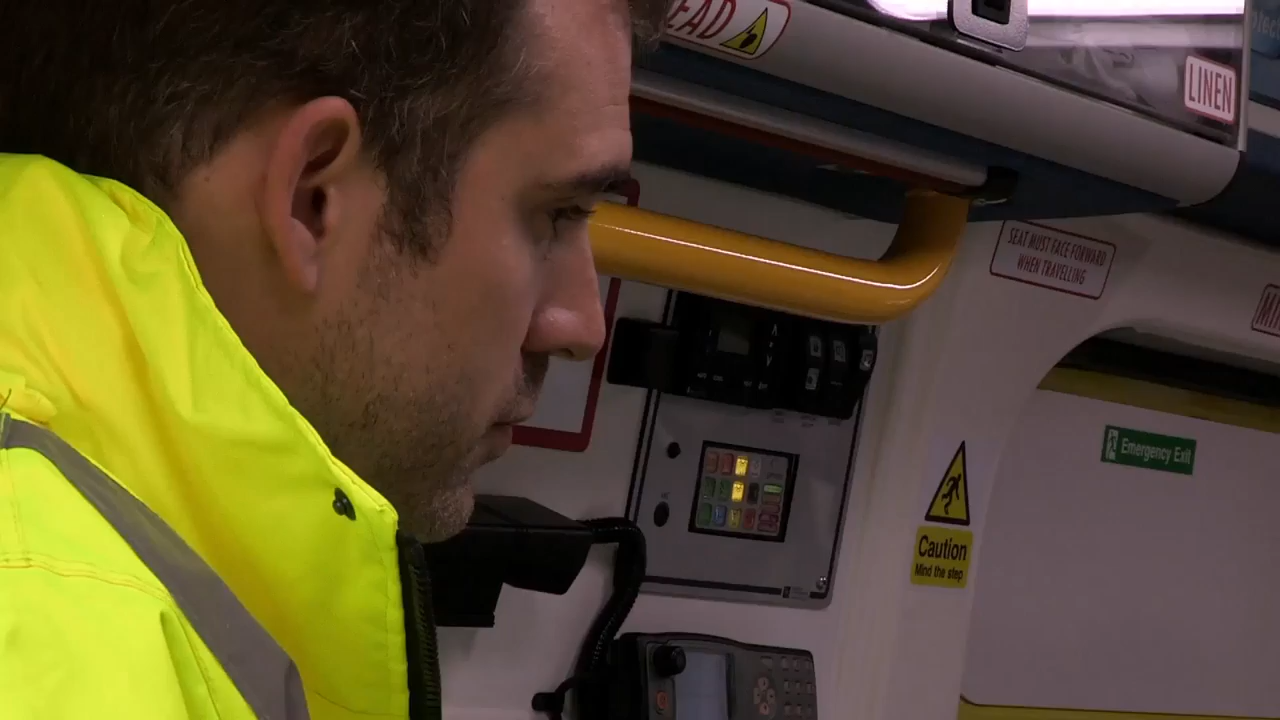 EAD
LINEN
SEAT MUST FACE FORWARD
WHEN TRAVELLING
Emergency Exit
Caution
Mind the step